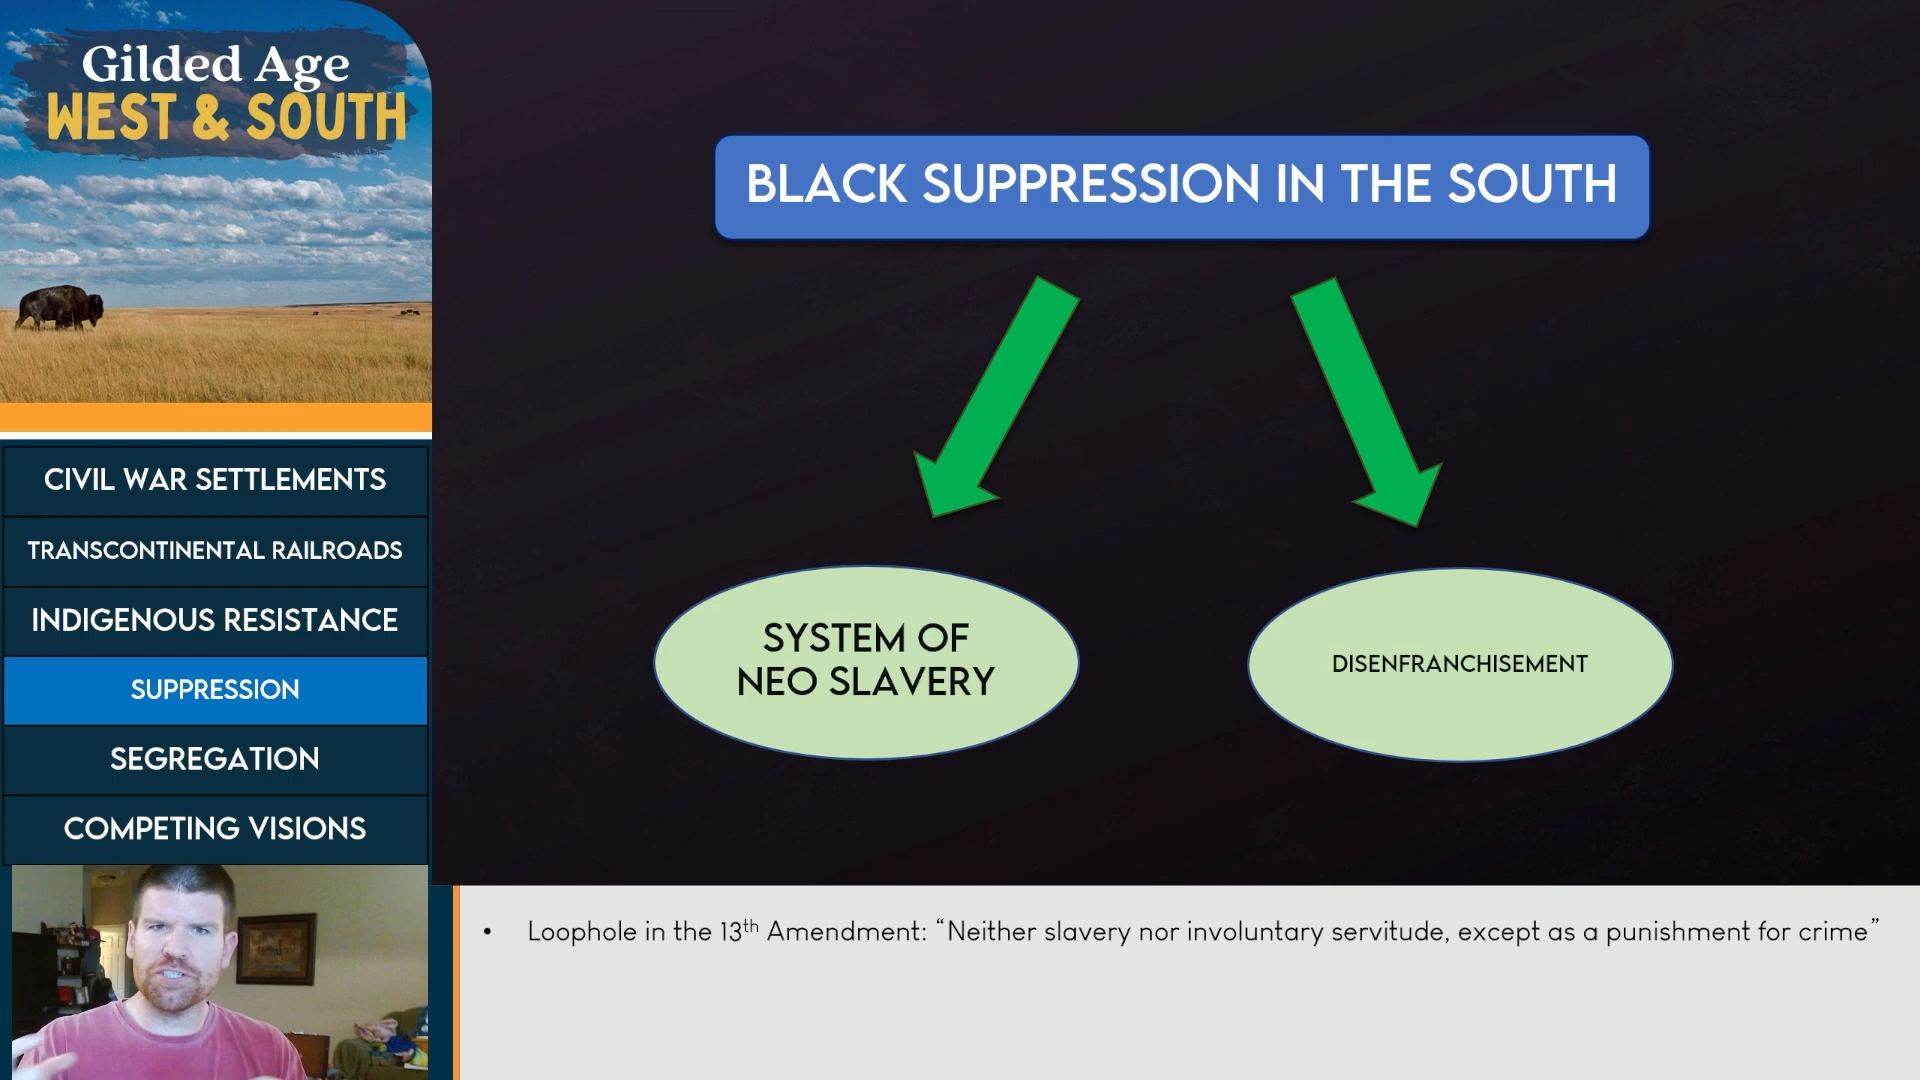 Gilded Age
WEST & SOUTH
CIVIL WAR SETTLEMENTS
TRANSCONTINENTAL RAILROADS
INDIGENOUS RESISTANCE
SUPPRESSION
SEGREGATION
COMPETING VISIONS
BLACK SUPPRESSION IN THE SOUTH
SYSTEM OF
NEO SLAVERY
DISENFRANCHISEMENT
• Loophole in the 13th Amendment: “Neither slavery nor involuntary servitude, except as a punishment for crime”